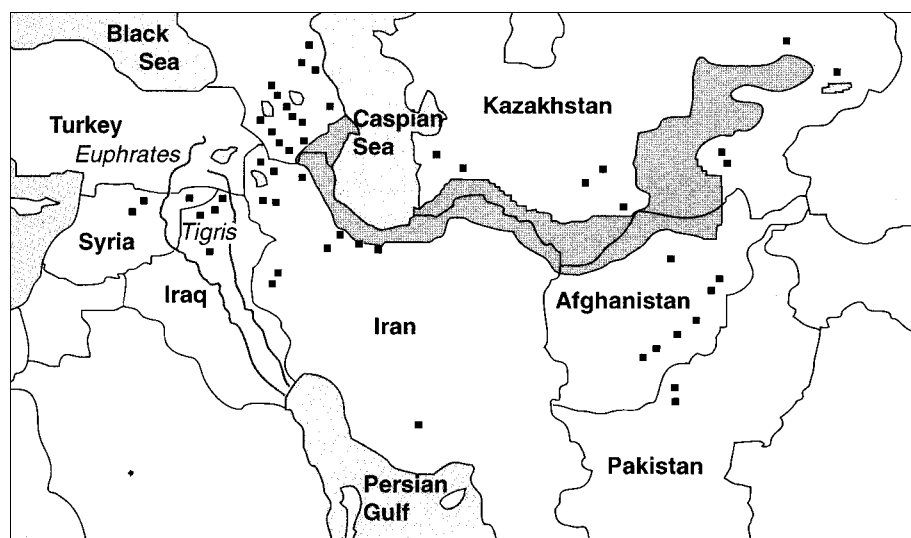 Black
Sea
Turkey
Euphrates
Caspian
Sea
Kazakhstan
Syria
Tigris
Iraq
Iran
Afghanistan
Persian
Gulf
Pakistan